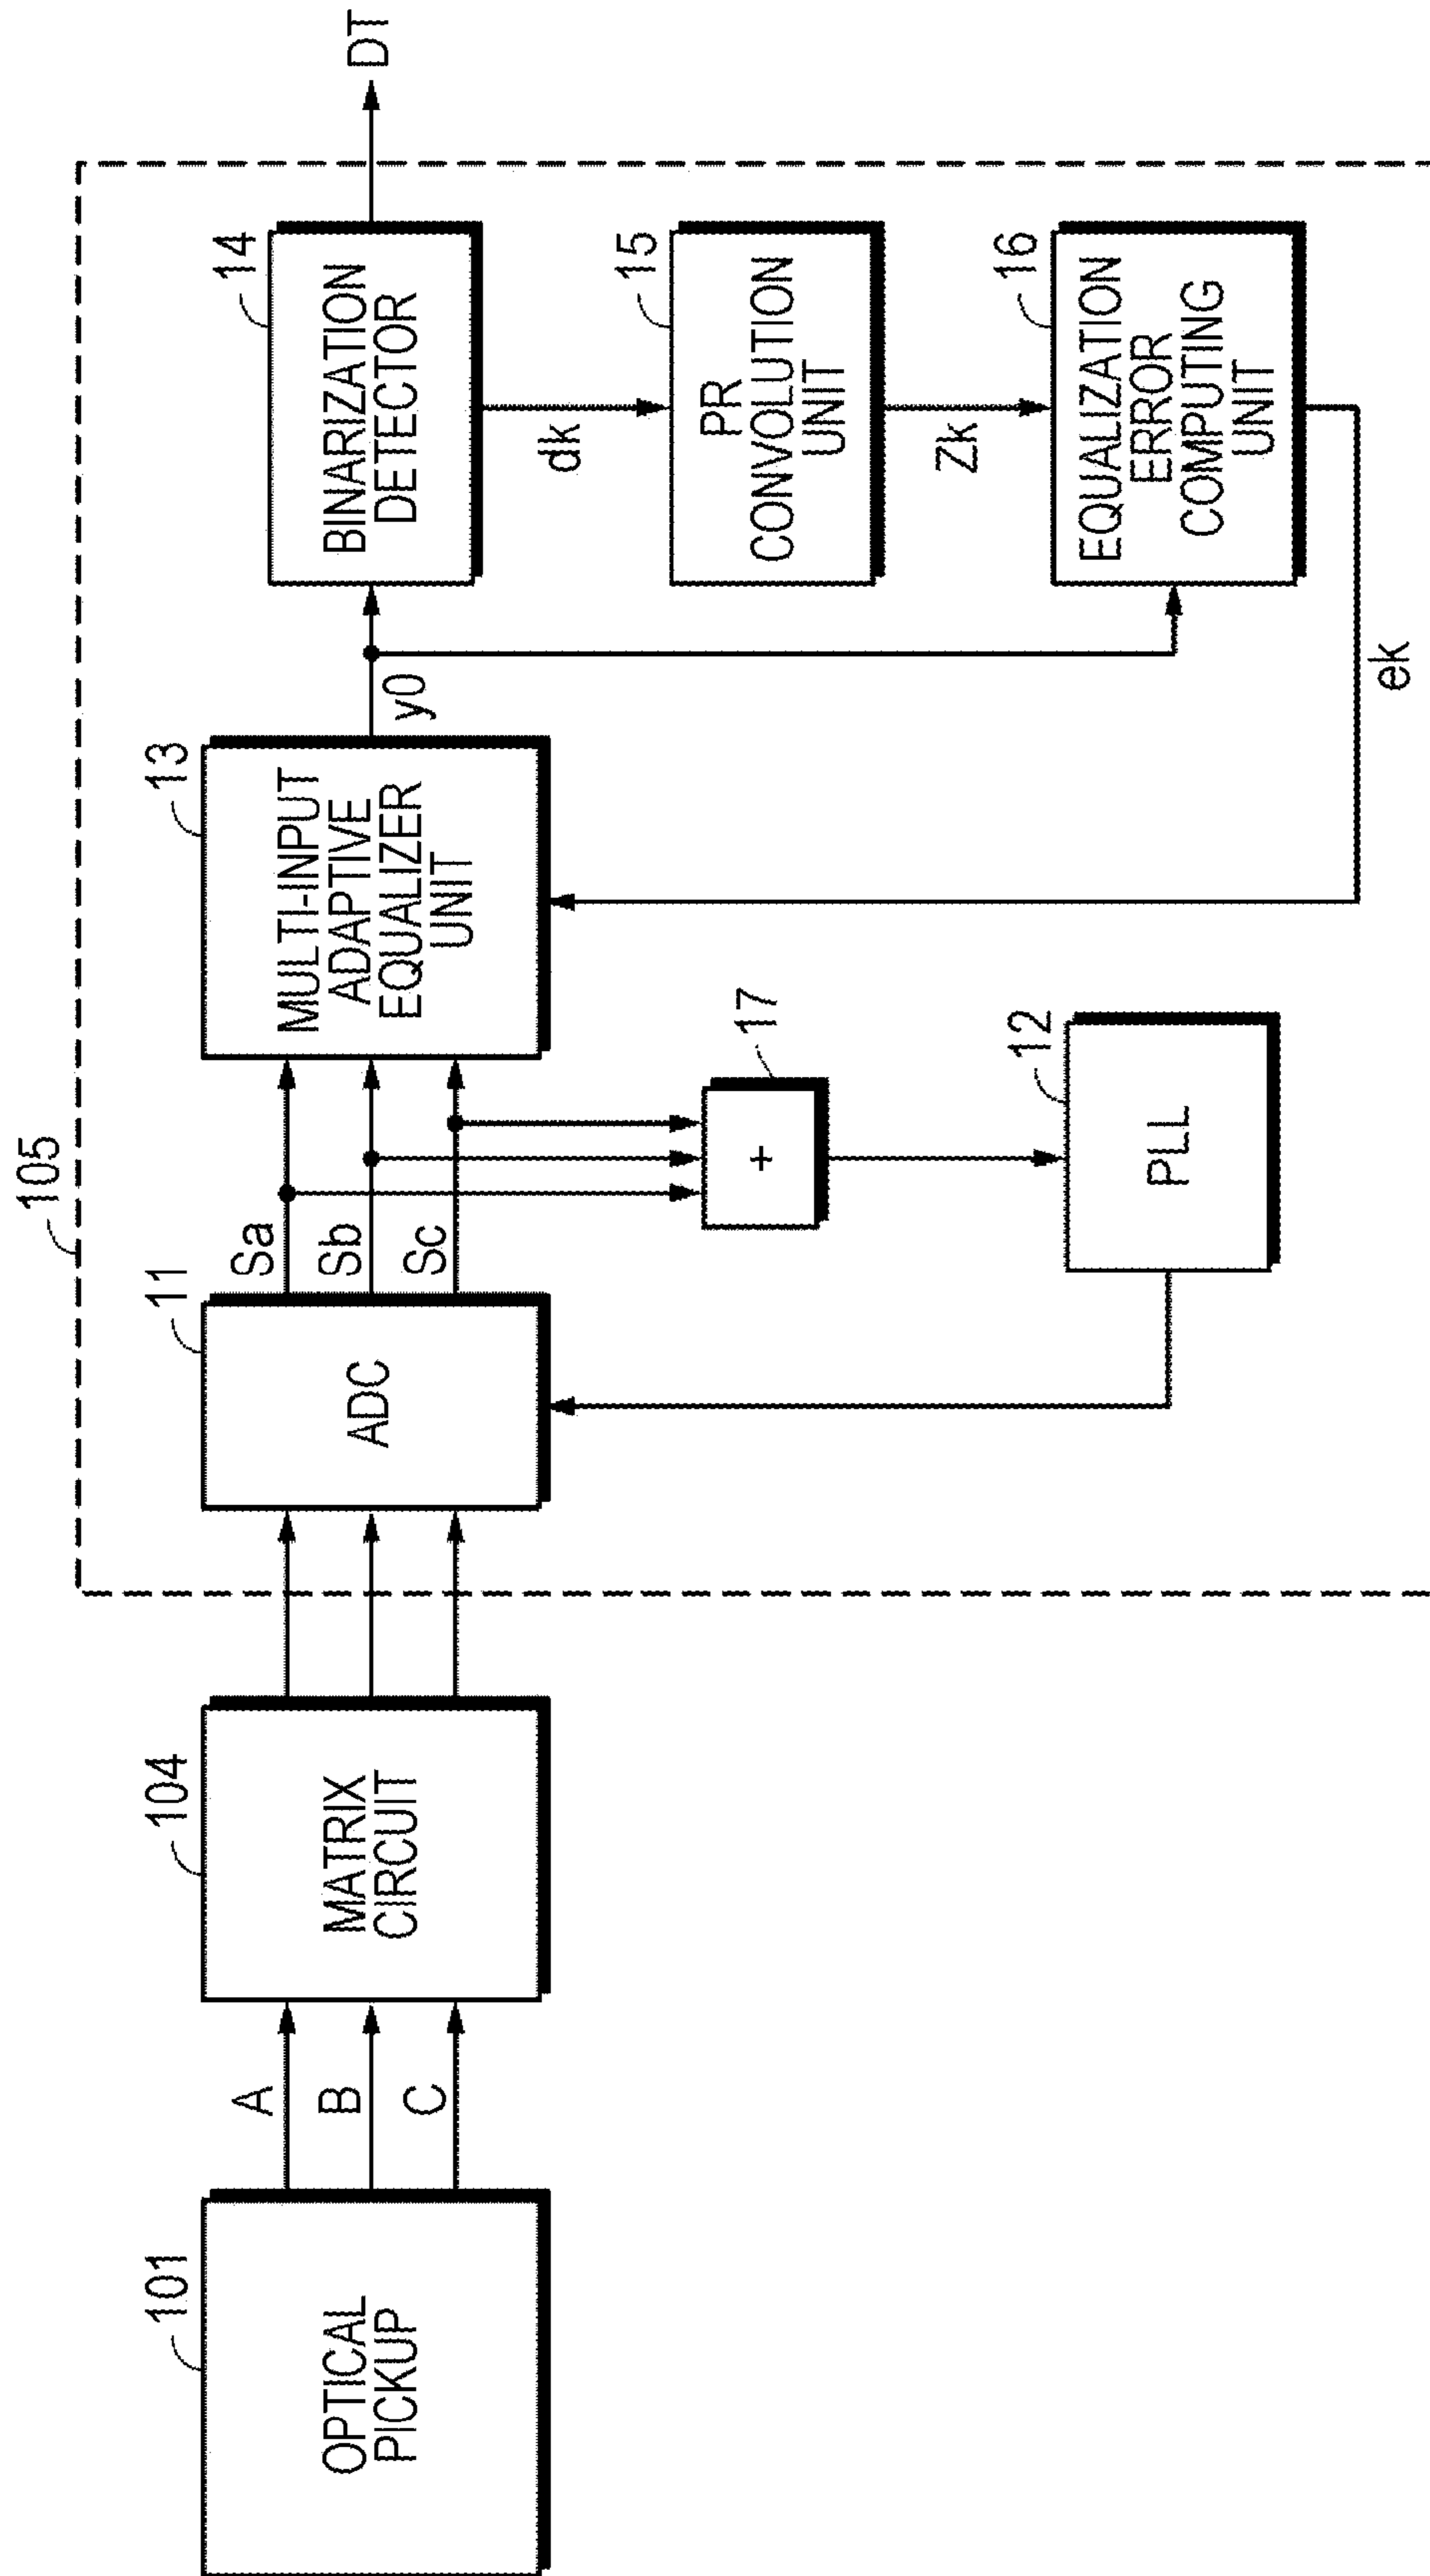 105
101
OPTICAL
PICKUP
A
B
C
104
MATRIX
CIRCUIT
11
ADC
Sa
Sb
Sc
13
MULTI-INPUT
ADAPTIVE
EQUALIZER
UNIT
y0
14
BINARIZATION
DETECTOR
DT
dk
15
PR
CONVOLUTION
UNIT
Zk
16
EQUALIZATION
ERROR
COMPUTING
UNIT
ek
17
+
12
PLL